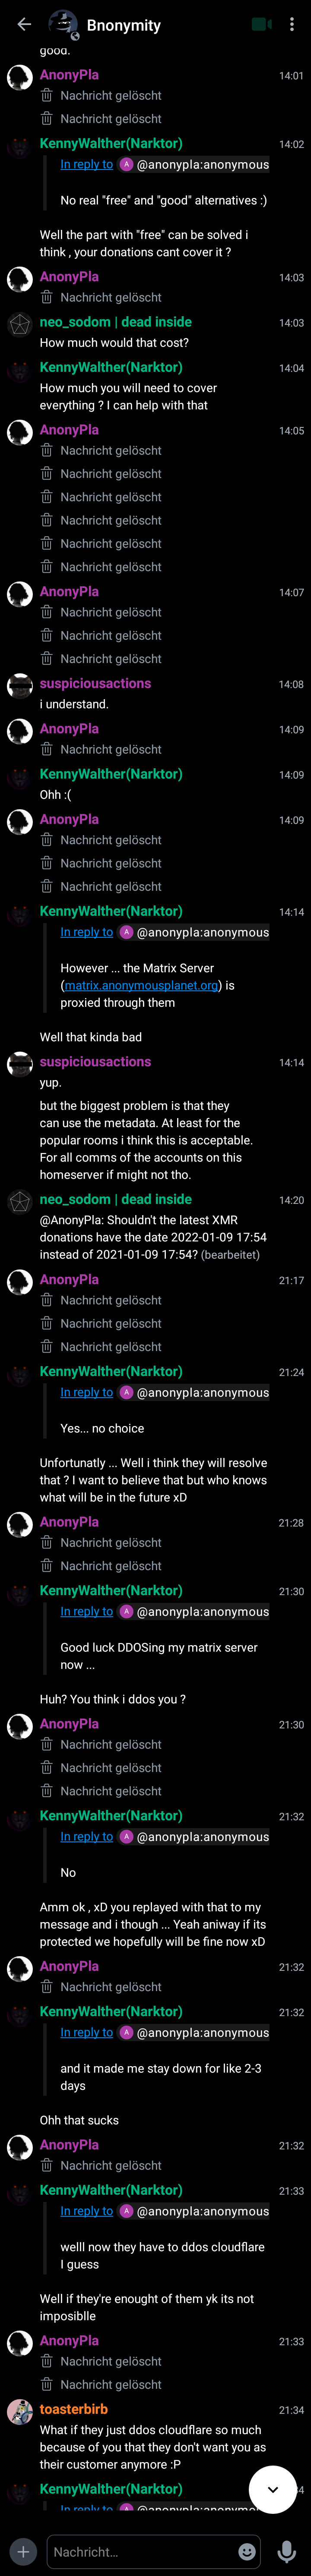 Bnonymity
good.
AnonyPla 14:01
Nachricht gelöscht
Nachricht gelöscht
KennyWalther(Narktor) 14:02
In reply to A @anonypla:anonymous
No real "free" and "good" alternatives :)
Well the part with "free" can be solved i
think , your donations cant cover it ?
AnonyPla 14:03
Nachricht gelöscht
neo_sodom | dead inside 14:03
How much would that cost?
KennyWalther(Narktor) 14:04
How much you will need to cover
everything ? I can help with that
AnonyPla 14:05
Nachricht gelöscht
Nachricht gelöscht
Nachricht gelöscht
Nachricht gelöscht
Nachricht gelöscht
Nachricht gelöscht
AnonyPla 14:07
Nachricht gelöscht
Nachricht gelöscht
Nachricht gelöscht
suspiciousactions 14:08
i understand.
AnonyPla 14:09
Nachricht gelöscht
KennyWalther(Narktor) 14:09
Ohh :(
AnonyPla 14:09
Nachricht gelöscht
Nachricht gelöscht
Nachricht gelöscht
KennyWalther(Narktor) 14:14
In reply to A @anonypla:anonymous
However ... the Matrix Server
(matrix.anonymousplanet.org) is
proxied through them
Well that kinda bad
suspiciousactions 14:14
yup.
but the biggest problem is that they
can use the metadata. At least for the
popular rooms i think this is acceptable.
For all comms of the accounts on this
homeserver if might not tho.
neo_sodom | dead inside 14:20
@AnonyPla: Shouldn't the latest XMR
donations have the date 2022-01-09 17:54
instead of 2021-01-09 17:54? (bearbeitet)
AnonyPla 21:17
Nachricht gelöscht
Nachricht gelöscht
Nachricht gelöscht
KennyWalther(Narktor) 21:24
In reply to A @anonypla:anonymous
Yes... no choice
Unfortunatly ... Well i think they will resolve
that ? I want to believe that but who knows
what will be in the future xD
AnonyPla 21:28
Nachricht gelöscht
Nachricht gelöscht
KennyWalther(Narktor) 21:30
In reply to A @anonypla:anonymous
Good luck DDOSing my matrix server
now ...
Huh? You think i ddos you ?
AnonyPla 21:30
Nachricht gelöscht
Nachricht gelöscht
Nachricht gelöscht
KennyWalther(Narktor) 21:32
In reply to A @anonypla:anonymous
No
Amm ok , xD you replayed with that to my
message and i though ... Yeah aniway if its
protected we hopefully will be fine now xD
AnonyPla 21:32
Nachricht gelöscht
KennyWalther(Narktor) 21:32
In reply to A @anonypla:anonymous
and it made me stay down for like 2-3
days
Ohh that sucks
AnonyPla 21:32
Nachricht gelöscht
KennyWalther(Narktor) 21:33
In reply to A @anonypla:anonymous
welll now they have to ddos cloudflare
I guess
Well if they're enought of them yk its not
imposiblle
AnonyPla 21:33
Nachricht gelöscht
Nachricht gelöscht
toasterbirb 21:34
What if they just ddos cloudflare so much
because of you that they don't want you as
their customer anymore :P
KennyWalther(Narktor)
In reply to A @anonypla:anonymous
Nachricht…